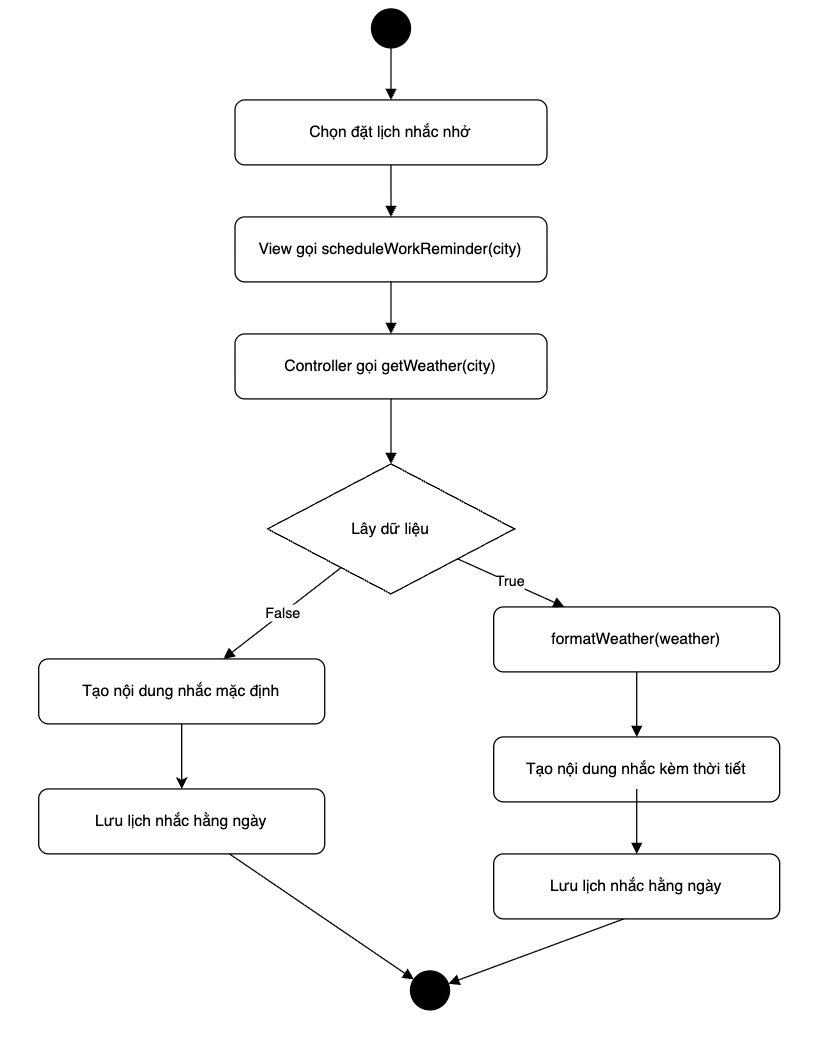 Chọn đặt lịch nhắc nhở
View gọi scheduleWorkReminder(city)
Controller gọi getWeather(city)
Lây dữ liệu
False
True
formatWeather(weather)
Tạo nội dung nhắc mặc định
Tạo nội dung nhắc kèm thời tiết
Lưu lịch nhắc hằng ngày
Lưu lịch nhắc hằng ngày